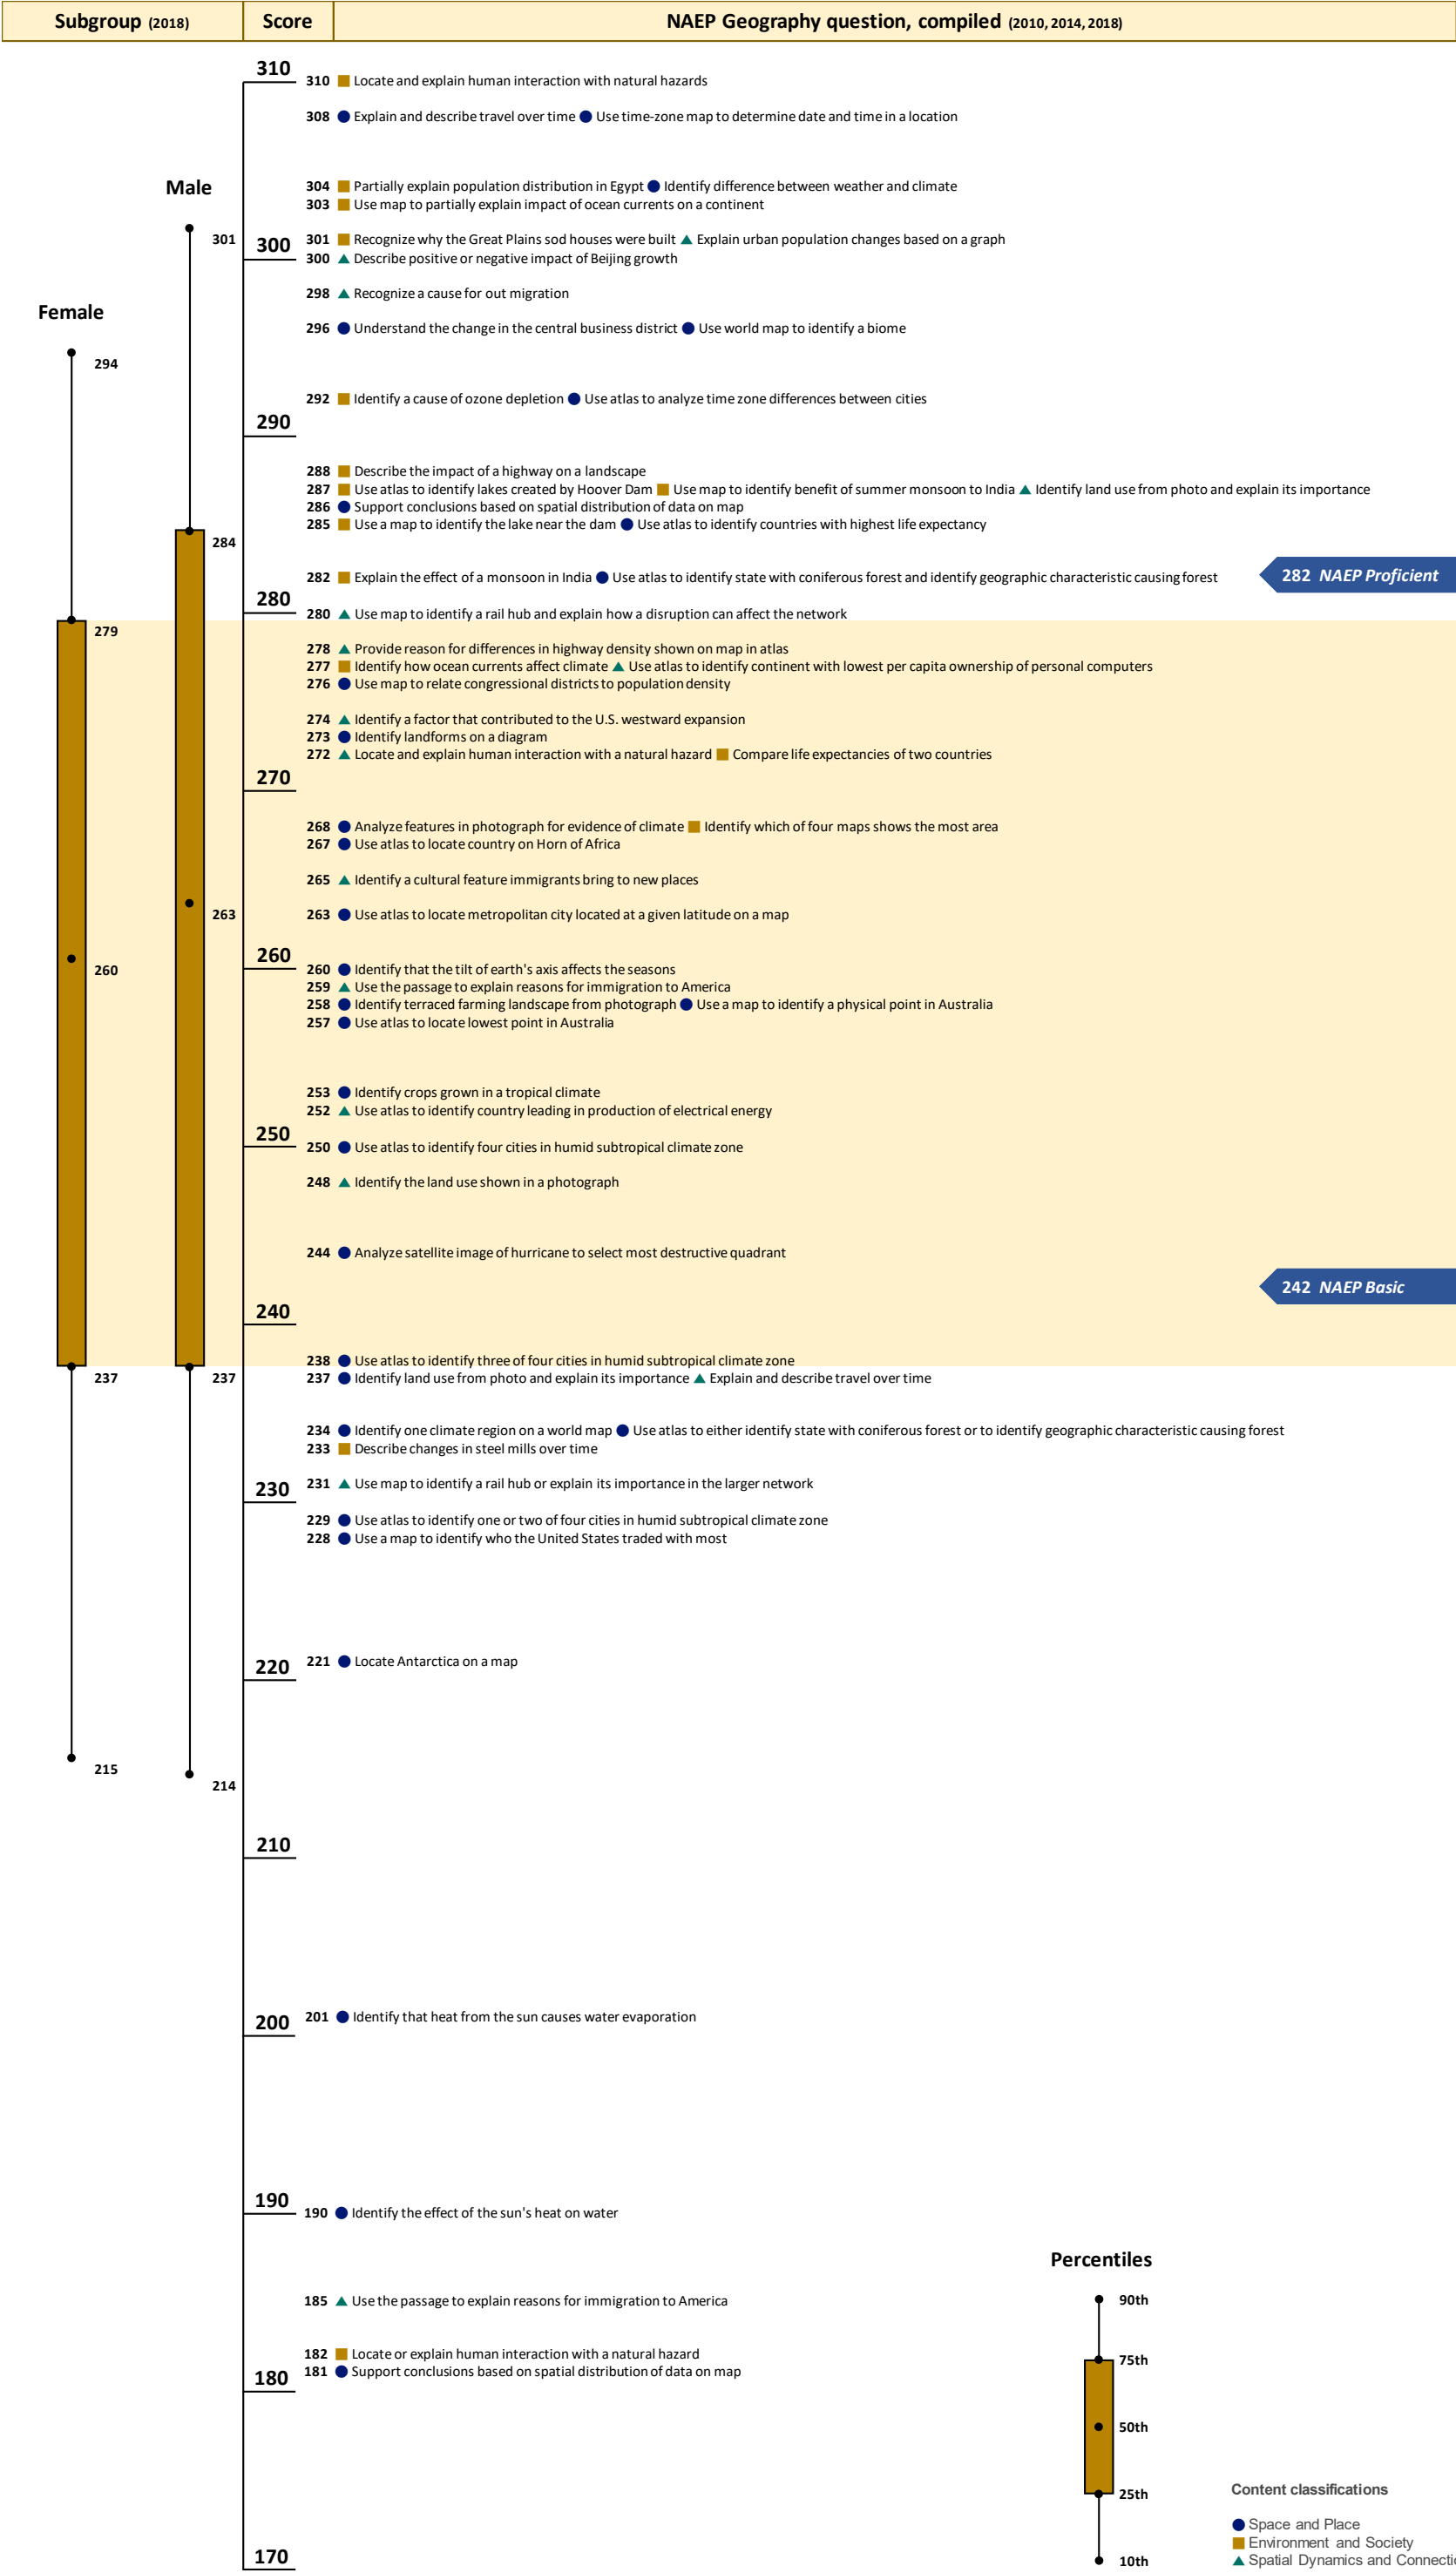 Subgroup (2018) Score NAEP Geography question, compiled (2010, 2014, 2018)
310
310 Locate and explain human interaction with natural hazards
308 Explain and describe travel over time Use time-zone map to determine date and time in a location
Male
304 Partially explain population distribution in Egypt Identify difference between weather and climate
303 Use map to partially explain impact of ocean currents on a continent
301
300
301 Recognize why the Great Plains sod houses were built Explain urban population changes based on a graph
300 Describe positive or negative impact of Beijing growth
298 Recognize a cause for out migration
Female
296 Understand the change in the central business district Use world map to identify a biome
294
292 Identify a cause of ozone depletion Use atlas to analyze time zone differences between cities
290
288 Describe the impact of a highway on a landscape
287 Use atlas to identify lakes created by Hoover Dam Use map to identify benefit of summer monsoon to India Identify land use from photo and explain its importance
286 Support conclusions based on spatial distribution of data on map
285 Use a map to identify the lake near the dam Use atlas to identify countries with highest life expectancy
284
282 Explain the effect of a monsoon in India Use atlas to identify state with coniferous forest and identify geographic characteristic causing forest
282 NAEP Proficient
280
280 Use map to identify a rail hub and explain how a disruption can affect the network
279
278 Provide reason for differences in highway density shown on map in atlas
277 Identify how ocean currents affect climate Use atlas to identify continent with lowest per capita ownership of personal computers
276 Use map to relate congressional districts to population density
274 Identify a factor that contributed to the U.S. westward expansion
273 Identify landforms on a diagram
272 Locate and explain human interaction with a natural hazard Compare life expectancies of two countries
270
268 Analyze features in photograph for evidence of climate Identify which of four maps shows the most area
267 Use atlas to locate country on Horn of Africa
265 Identify a cultural feature immigrants bring to new places
263
263 Use atlas to locate metropolitan city located at a given latitude on a map
260
260
260 Identify that the tilt of earth's axis affects the seasons
259 Use the passage to explain reasons for immigration to America
258 Identify terraced farming landscape from photograph Use a map to identify a physical point in Australia
257 Use atlas to locate lowest point in Australia
253 Identify crops grown in a tropical climate
252 Use atlas to identify country leading in production of electrical energy
250
250 Use atlas to identify four cities in humid subtropical climate zone
248 Identify the land use shown in a photograph
244 Analyze satellite image of hurricane to select most destructive quadrant
242 NAEP Basic
240
238 Use atlas to identify three of four cities in humid subtropical climate zone
237 237
237 Identify land use from photo and explain its importance Explain and describe travel over time
234 Identify one climate region on a world map Use atlas to either identify state with coniferous forest or to identify geographic characteristic causing forest
233 Describe changes in steel mills over time
231 Use map to identify a rail hub or explain its importance in the larger network
230
229 Use atlas to identify one or two of four cities in humid subtropical climate zone
228 Use a map to identify who the United States traded with most
221 Locate Antarctica on a map
220
215
214
210
201 Identify that heat from the sun causes water evaporation
200
190
190 Identify the effect of the sun's heat on water
185 Use the passage to explain reasons for immigration to America
182 Locate or explain human interaction with a natural hazard
181 Support conclusions based on spatial distribution of data on map
180
170
Percentiles
90th
75th
50th
25th
10th
Content classifications
Space and Place
Environment and Society
Spatial Dynamics and Connecti